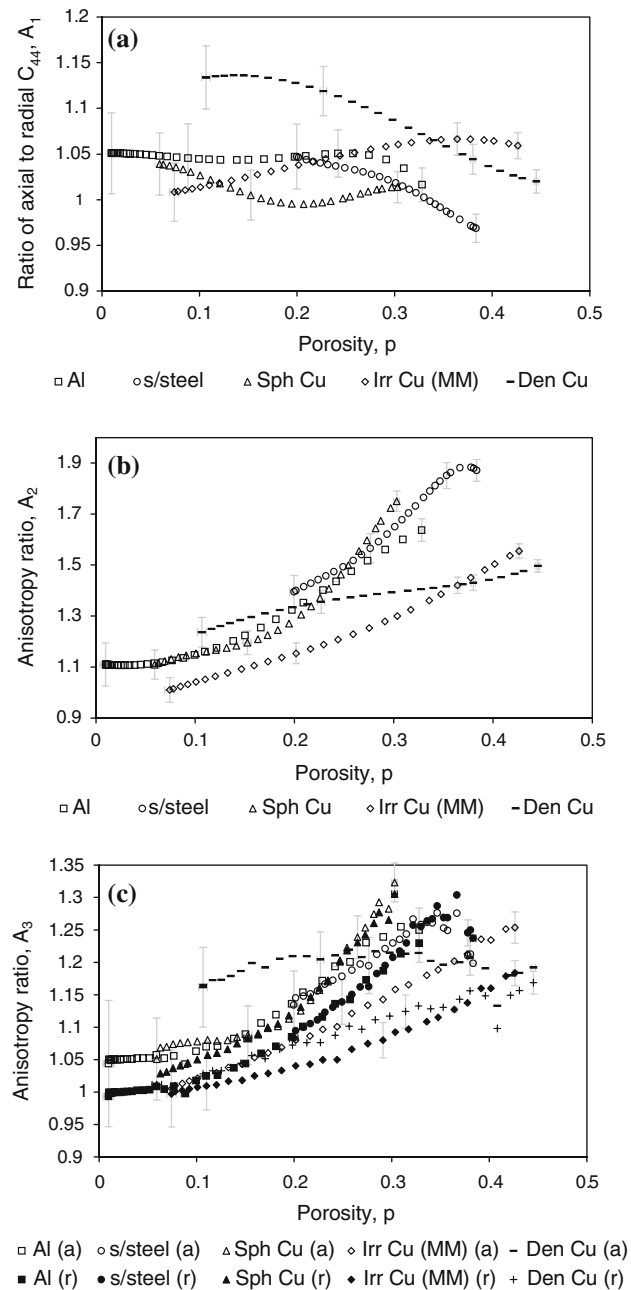 (a)
Ratio of axial to radial C44, A1
1.2
1.15
1.1
1.05
1
0.95
0.9
0
0.1
0.2
0.3
0.4
0.5
Porosity, p
Al
s/steel
Sph Cu
Irr Cu (MM)
Den Cu
(b)
Anisotropy ratio, A2
1.9
1.7
1.5
1.3
1.1
0.9
0
0.1
0.2
0.3
0.4
0.5
Porosity, p
Al
s/steel
Sph Cu
Irr Cu (MM)
Den Cu
(c)
Anisotropy ratio, A3
1.35
1.3
1.25
1.2
1.15
1.1
1.05
1
0.95
0.9
0
0.1
0.2
0.3
0.4
0.5
Porosity, p
Al (a)
s/steel (a)
Sph Cu (a)
Irr Cu (MM) (a)
Den Cu (a)
Al (r)
s/steel (r)
Sph Cu (r)
Irr Cu (MM) (r)
Den Cu (r)